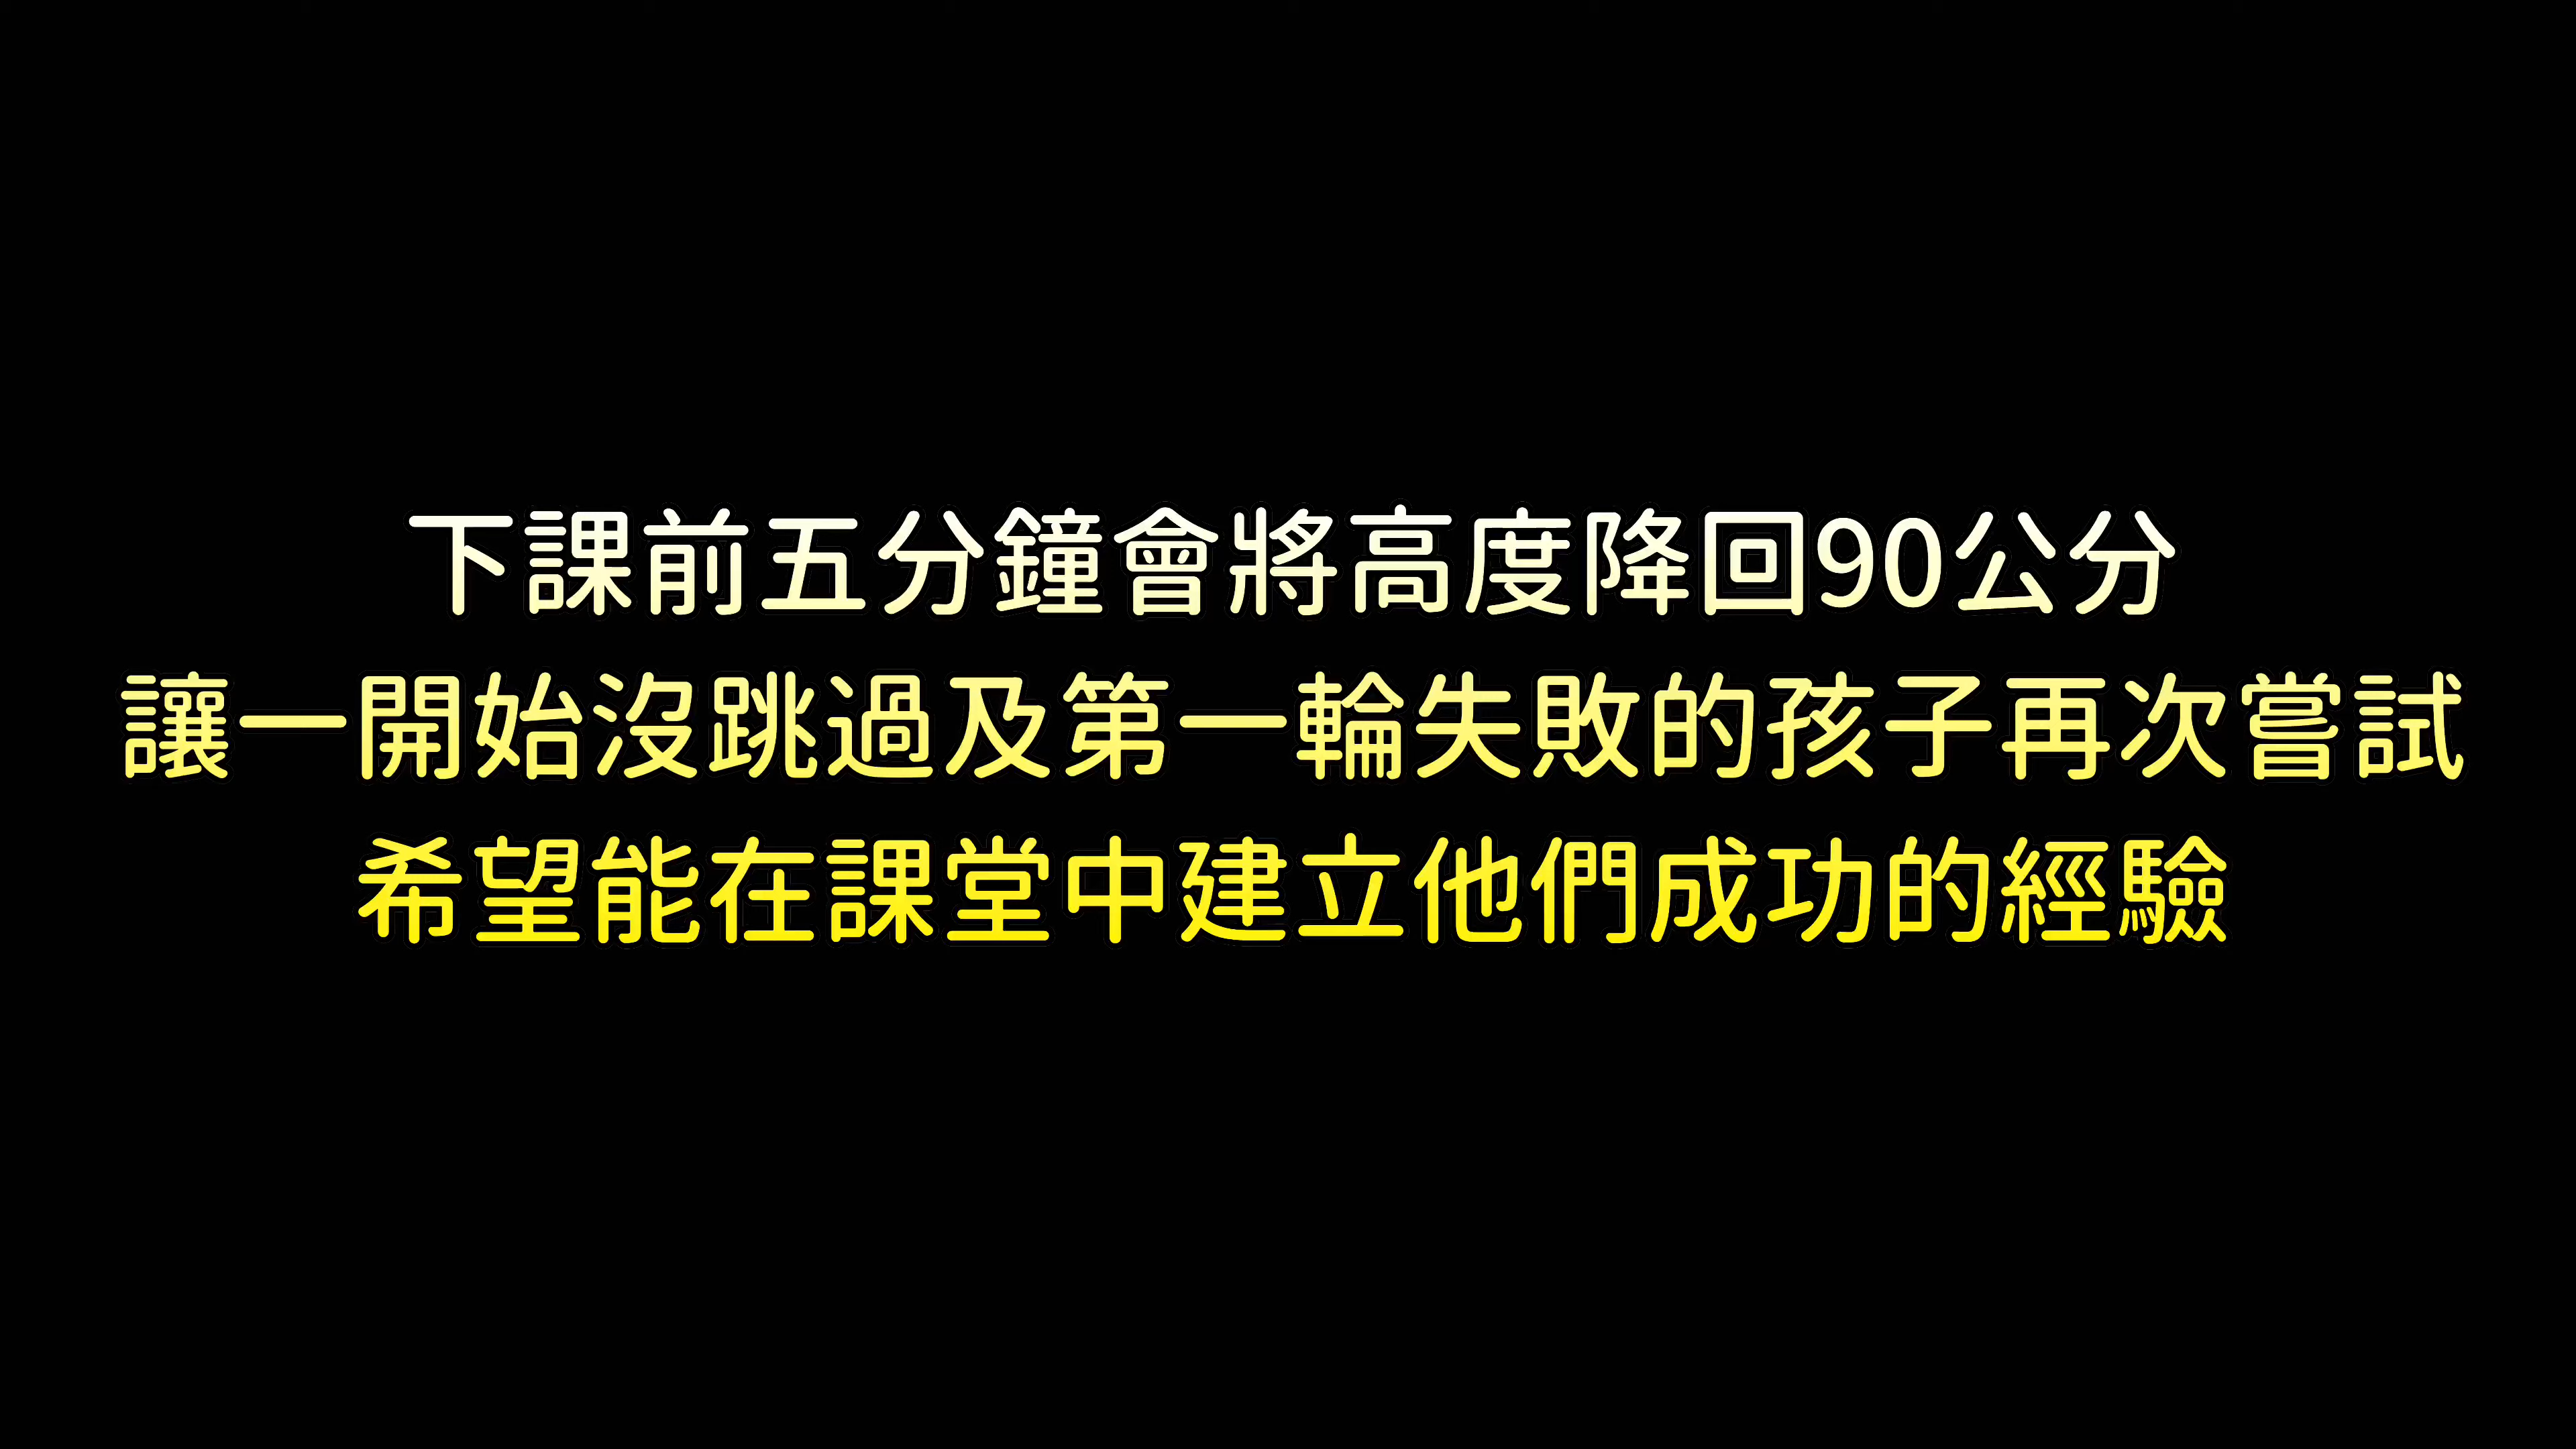 下課前五分鐘會將高度降回90公分
讓一開始沒跳過及第一輪失敗的孩子再次嘗試
希望能在課堂中建立他們成功的經驗